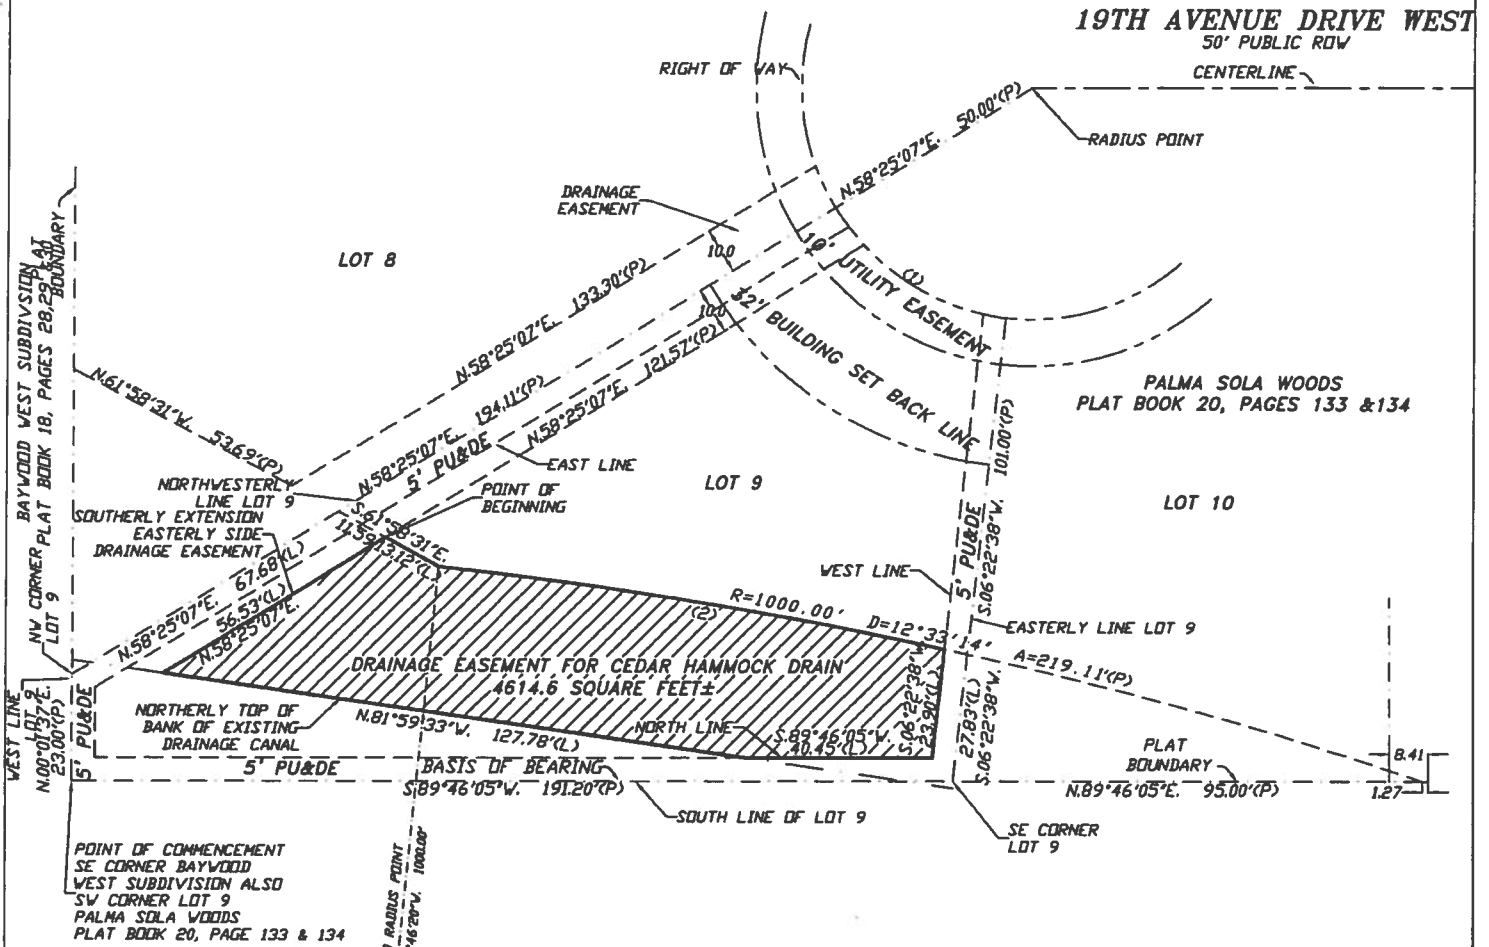 19TH AVENUE DRIVE WEST
50' PUBLIC ROW
CENTERLINE
RIGHT OF WAY
N.58°25'07"E. 50.00'(P)
RADIUS POINT
DRAINAGE
EASEMENT
10.0
LOT 8
N.58°25'07"E. 133.30'(P)
10' UTILITY EASEMENT
(1)
32' BUILDING SET BACK LINE
10.0
BAYWOOD WEST SUBDIVISION
PLAT BOOK 18, PAGES 28,29 &30
PLAT
BOUNDARY
N.61°58'31"W. 53.69'(P)
N.58°25'07"E. 194.11'(P)
5' PU&DE
N.58°25'07"E. 121.57'(P)
EAST LINE
PALMA SOLA WOODS
PLAT BOOK 20, PAGES 133 &134
NORTHWESTERLY
LINE LOT 9
POINT OF
BEGINNING
LOT 9
101.00'(P)
S.06°22'38"W.
5' PU&DE
LOT 10
SOUTHERLY EXTENSION
EASTERLY SIDE
DRAINAGE EASEMENT
S.61°58'31"E.
11.59'
13.12'(L)
WEST LINE
N.58°25'07"E. 67.68'(L)
56.53'(L)
N.58°25'07"E.
NW CORNER
LOT 9
R=1000.00'
(2)
D=12°33'14"
A=219.11'(P)
EASTERLY LINE LOT 9
DRAINAGE EASEMENT FOR CEDAR HAMMOCK DRAIN
4614.6 SQUARE FEET±
S.06°22'38"W.
23.90'(L)
27.83'(L)
S.06°22'38"W.
WEST LINE
LOT 9
N.00°01'37"E.
23.00'(P)
5' PU&DE
NORTHERLY TOP OF
BANK OF EXISTING
DRAINAGE CANAL
N.81°59'33"W. 127.78'(L)
NORTH LINE
S.89°46'05"W.
40.45'(L)
PLAT
BOUNDARY
8.41
5' PU&DE
BASIS OF BEARING
S.89°46'05"W. 191.20'(P)
N.89°46'05"E. 95.00'(P)
1.27
SOUTH LINE OF LOT 9
SE CORNER
LOT 9
POINT OF COMMENCEMENT
SE CORNER BAYWOOD
WEST SUBDIVISION ALSO
SW CORNER LOT 9
PALMA SOLA WOODS
PLAT BOOK 20, PAGE 133 & 134
RADIUS POINT
46'20"W. 1000.00'